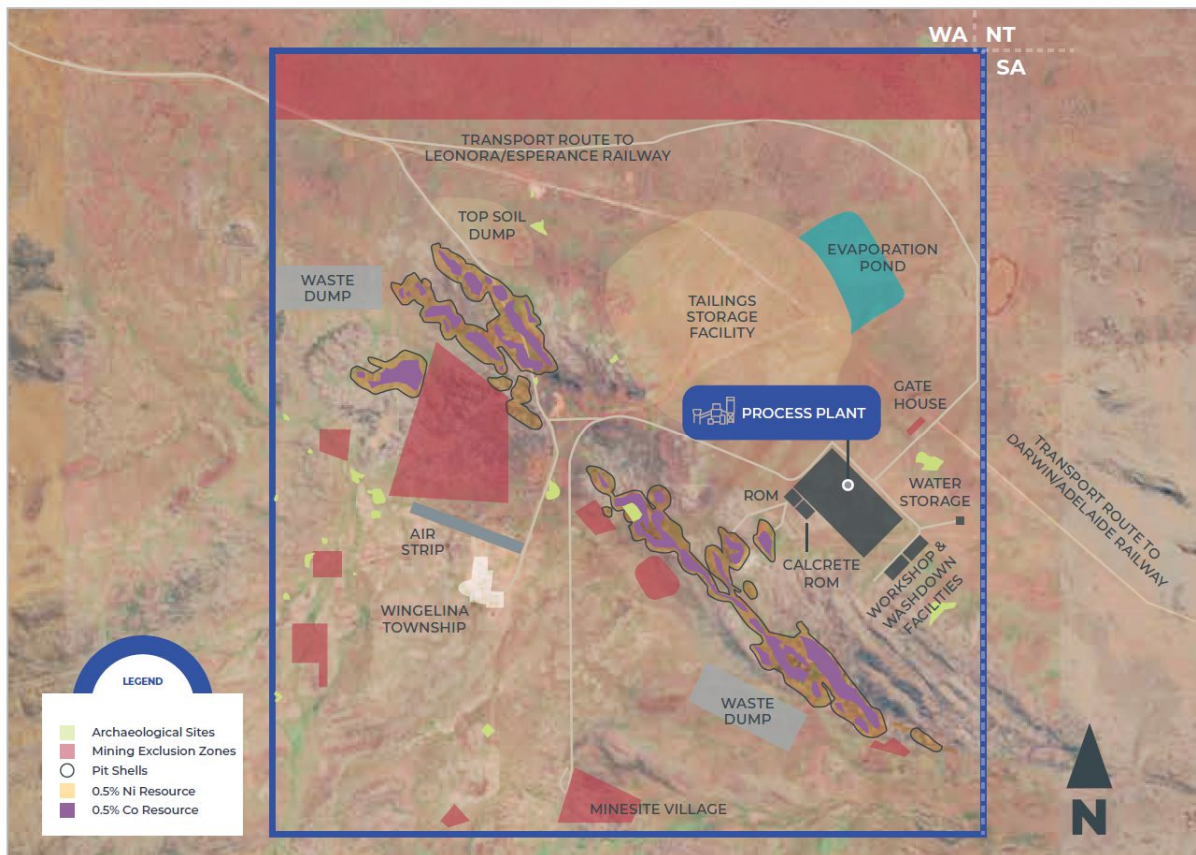 WA NT
SA
TRANSPORT ROUTE TO
LEONORA/ESPERANCE RAILWAY
TOP SOIL
DUMP
WASTE
DUMP
EVAPORATION
POND
TAILINGS
STORAGE
FACILITY
GATE
HOUSE
PROCESS PLANT
TRANSPORT ROUTE TO
DARWIN/ADELAIDE RAILWAY
WATER
STORAGE
ROM
CALCRETE
ROM
WORKSHOP &
WASHDOWN
FACILITIES
AIR
STRIP
WINGELINA
TOWNSHIP
WASTE
DUMP
MINESITE VILLAGE
LEGEND
Archaeological Sites
Mining Exclusion Zones
Pit Shells
0.5% Ni Resource
0.5% Co Resource
N